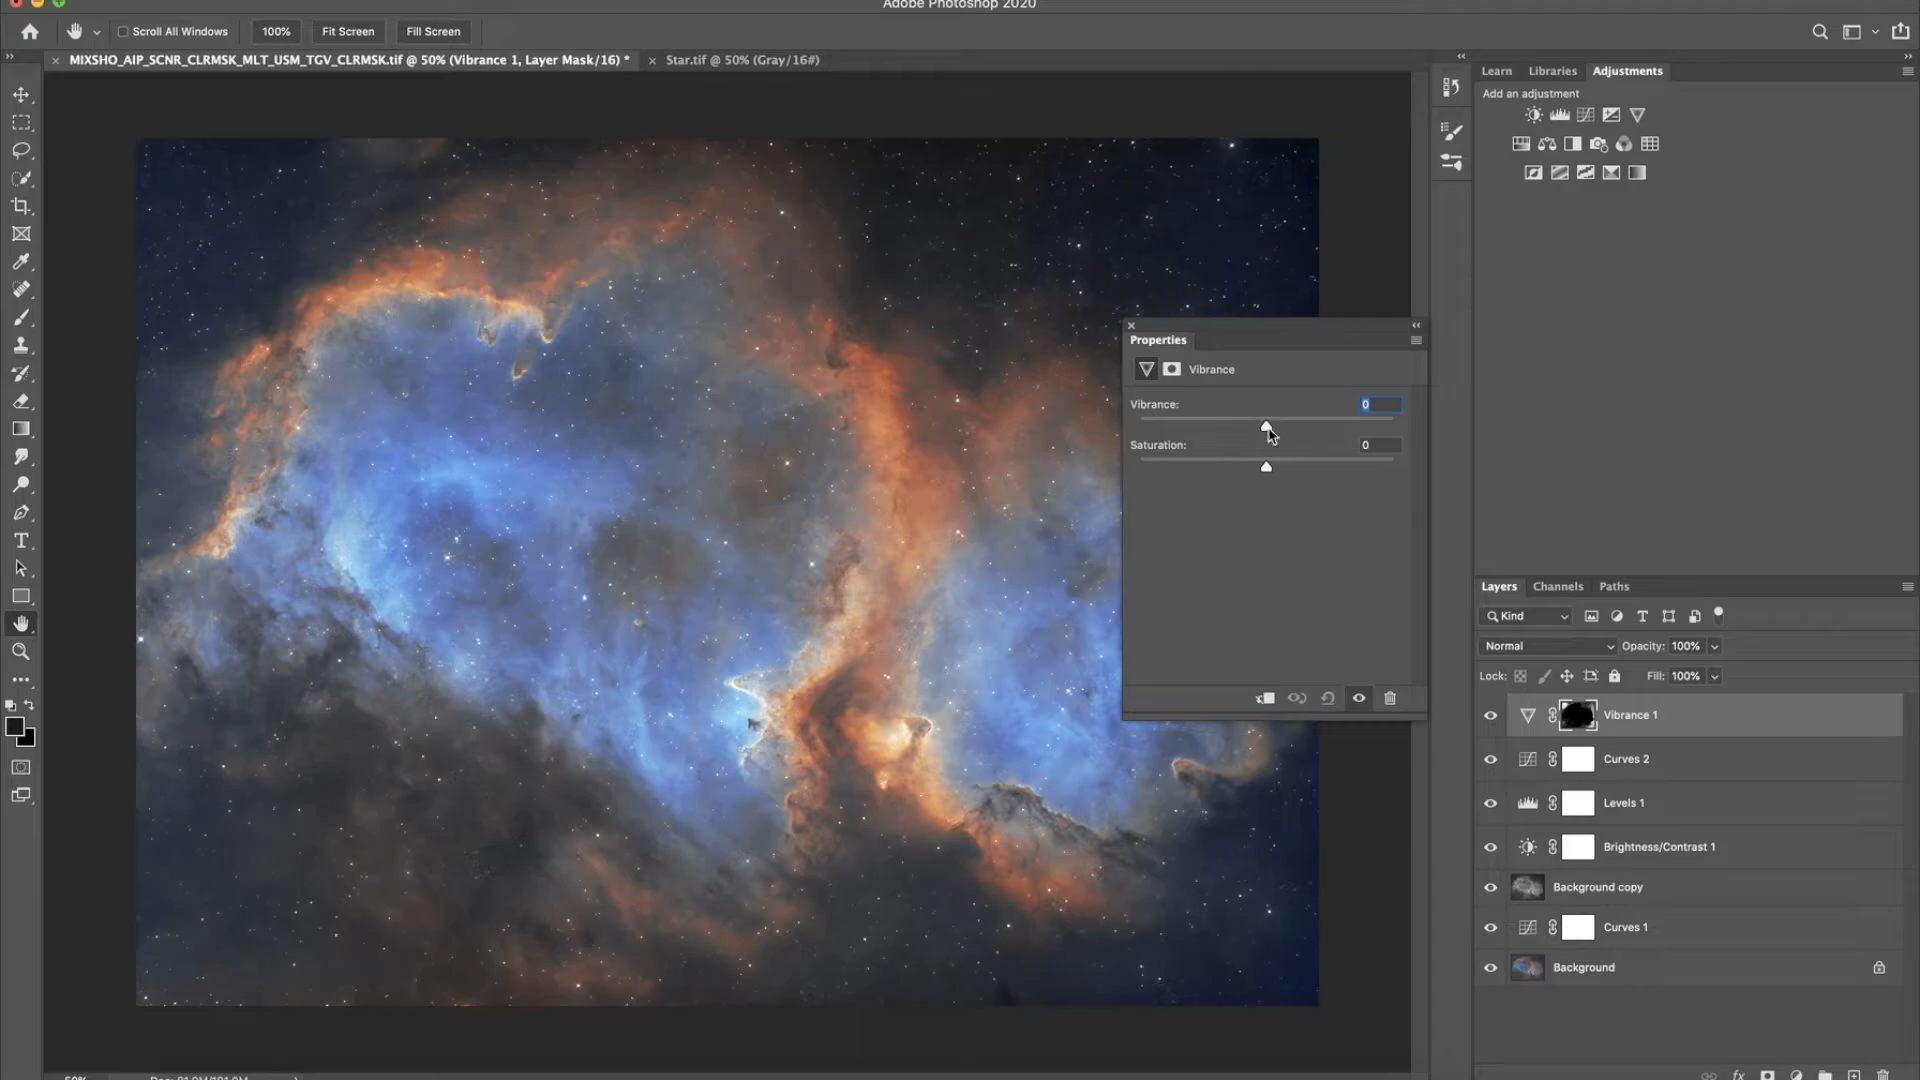 Adobe Photoshop 2020
Scroll All Windows 100% Fit Screen Fill Screen
MIXSHO_AIP_SCNR_CLRMSK_MLT_USM_TGV_CLRMSK.tif @ 50% (Vibrance 1, Layer Mask/16) *
Star.tif @ 50% (Gray/16#)
Learn Libraries Adjustments
Add an adjustment
Properties
Vibrance
Vibrance: 0
Saturation: 0
Layers Channels Paths
Kind
Normal Opacity: 100%
Lock: Fill: 100%
Vibrance 1
Curves 2
Levels 1
Brightness/Contrast 1
Background copy
Curves 1
Background
50%